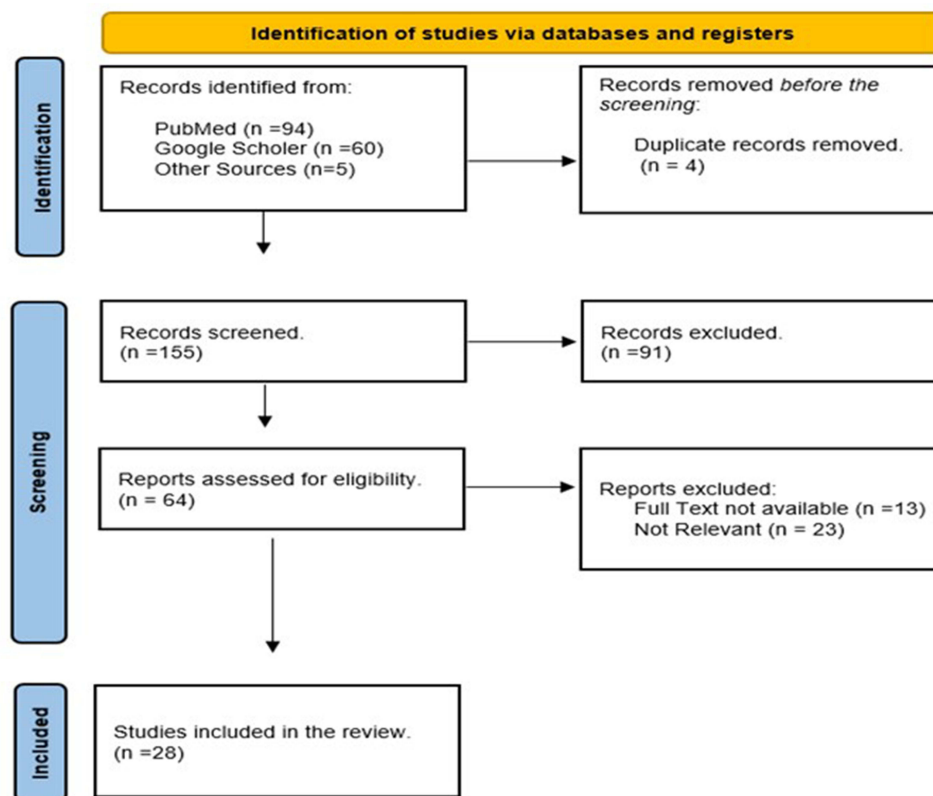 Identification of studies via databases and registers
Identification
Records identified from:
PubMed (n =94)
Google Scholer (n =60)
Other Sources (n=5)
Records removed before the
screening:
Duplicate records removed.
(n = 4)
Screening
Records screened.
(n =155)
Records excluded.
(n =91)
Reports assessed for eligibility.
(n = 64)
Reports excluded:
Full Text not available (n =13)
Not Relevant (n = 23)
Included
Studies included in the review.
(n =28)